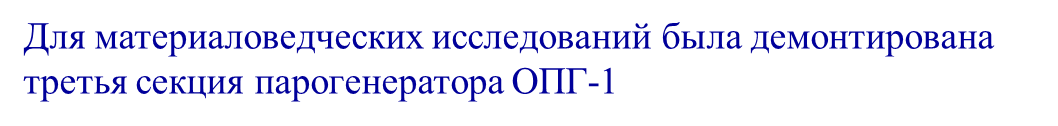 Для материаловедческих исследований была демонтирована
третья секция парогенератора ОПГ-1